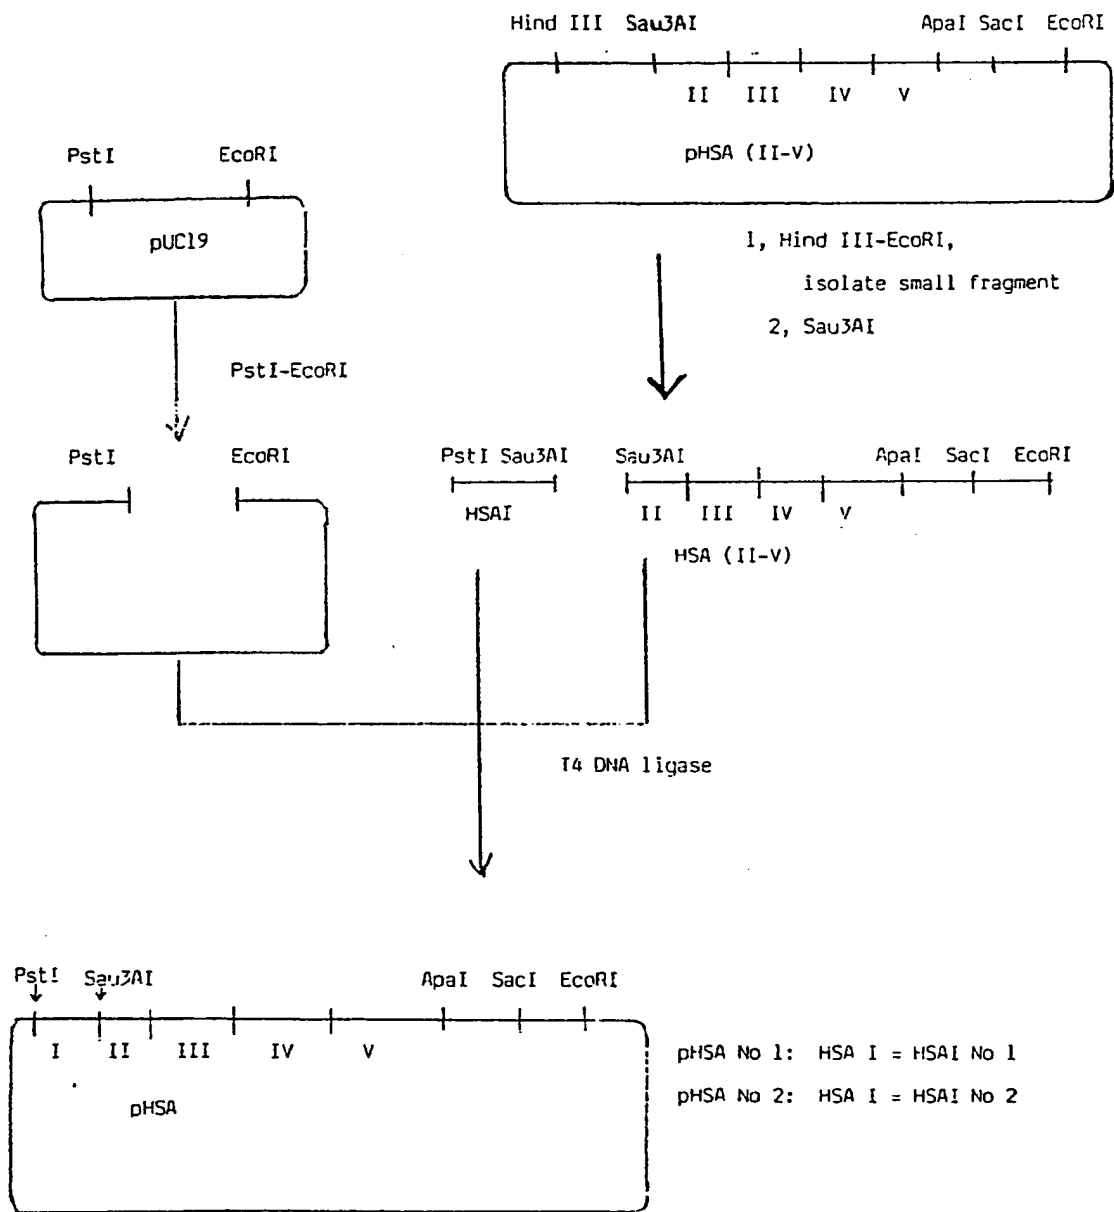 Hind III Sau3AI ApaI SacI EcoRI
II III IV V
pHSA (II-V)
PstI EcoRI
pUC19
1, Hind III-EcoRI,
isolate small fragment
2, Sau3AI
PstI-EcoRI
PstI EcoRI
PstI Sau3AI Sau3AI ApaI SacI EcoRI
HSAI II III IV V
HSA (II-V)
T4 DNA ligase
PstI Sau3AI ApaI SacI EcoRI
I II III IV V
pHSA
pHSA No 1: HSA I = HSAI No 1
pHSA No 2: HSA I = HSAI No 2